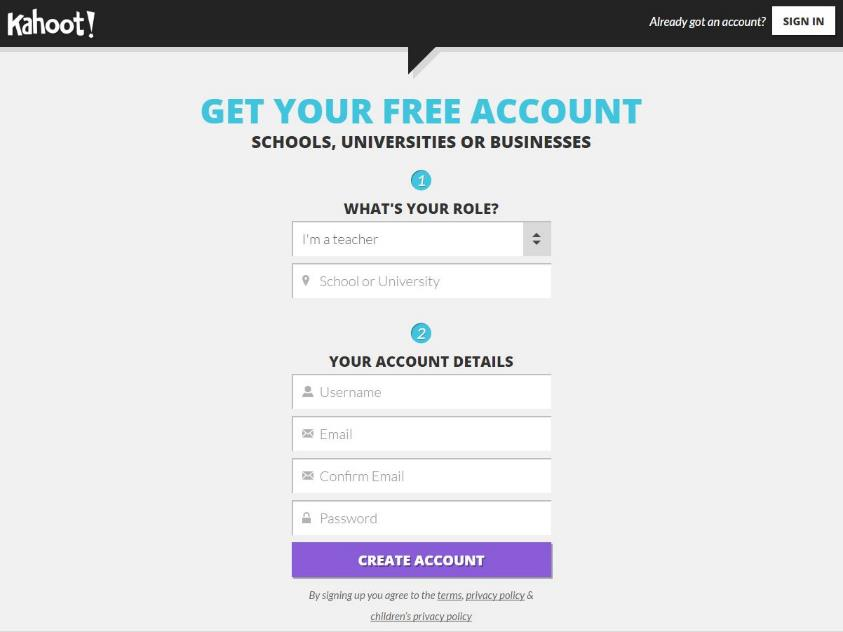 Kahoot!
Already got an account? SIGN IN
GET YOUR FREE ACCOUNT
SCHOOLS, UNIVERSITIES OR BUSINESSES
1
WHAT'S YOUR ROLE?
I'm a teacher
School or University
2
YOUR ACCOUNT DETAILS
Username
Email
Confirm Email
Password
CREATE ACCOUNT
By signing up you agree to the terms, privacy policy &
children's privacy policy